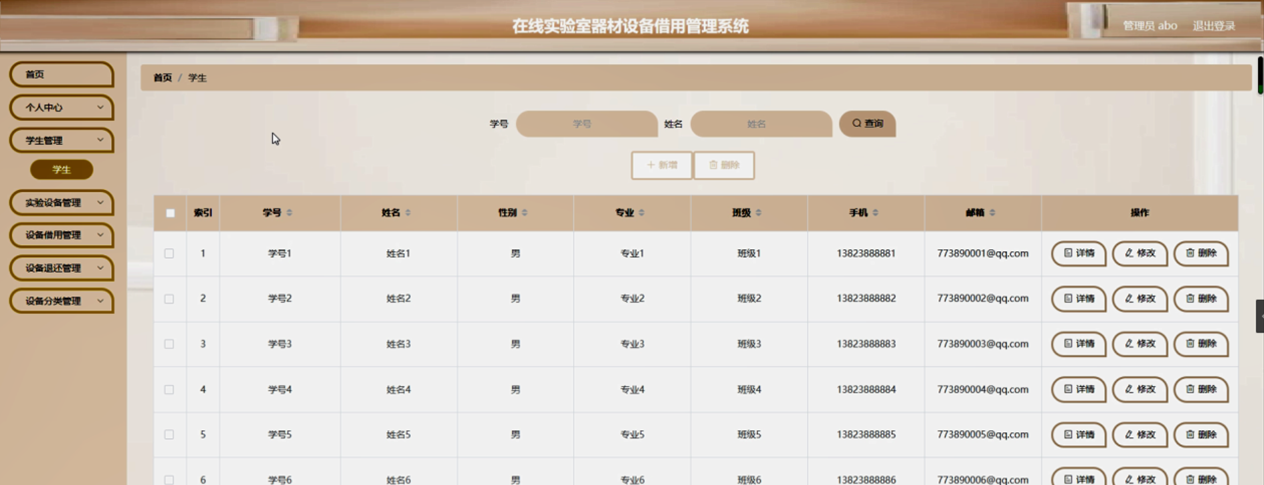 在线实验室器材设备借用管理系统
管理员 abo 退出登录
首页
个人中心
学生管理
学生
实验设备管理
设备借用管理
设备退还管理
设备分类管理
首页 / 学生
学号 学号 姓名 姓名 查询
+ 新增 删除
索引 学号 姓名 性别 专业 班级 手机 邮箱 操作
1 学号1 姓名1 男 专业1 班级1 13823888881 773890001@qq.com 详情 修改 删除
2 学号2 姓名2 男 专业2 班级2 13823888882 773890002@qq.com 详情 修改 删除
3 学号3 姓名3 男 专业3 班级3 13823888883 773890003@qq.com 详情 修改 删除
4 学号4 姓名4 男 专业4 班级4 13823888884 773890004@qq.com 详情 修改 删除
5 学号5 姓名5 男 专业5 班级5 13823888885 773890005@qq.com 详情 修改 删除
6 学号6 姓名6 男 专业6 班级6 13823888886 773890006@qq.com 详情 修改 删除